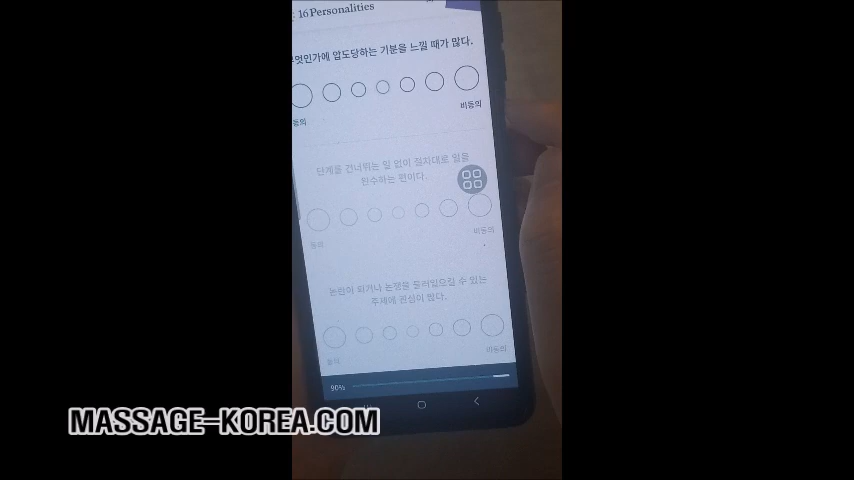 16Personalities
무엇인가에 압도당하는 기분을 느낄 때가 많다.
동의
비동의
단계를 건너뛰는 일 없이 절차대로 일을
완수하는 편이다.
동의
비동의
논란이 되거나 논쟁을 불러일으킬 수 있는
주제에 관심이 많다.
동의
비동의
90%
MASSAGE-KOREA.COM